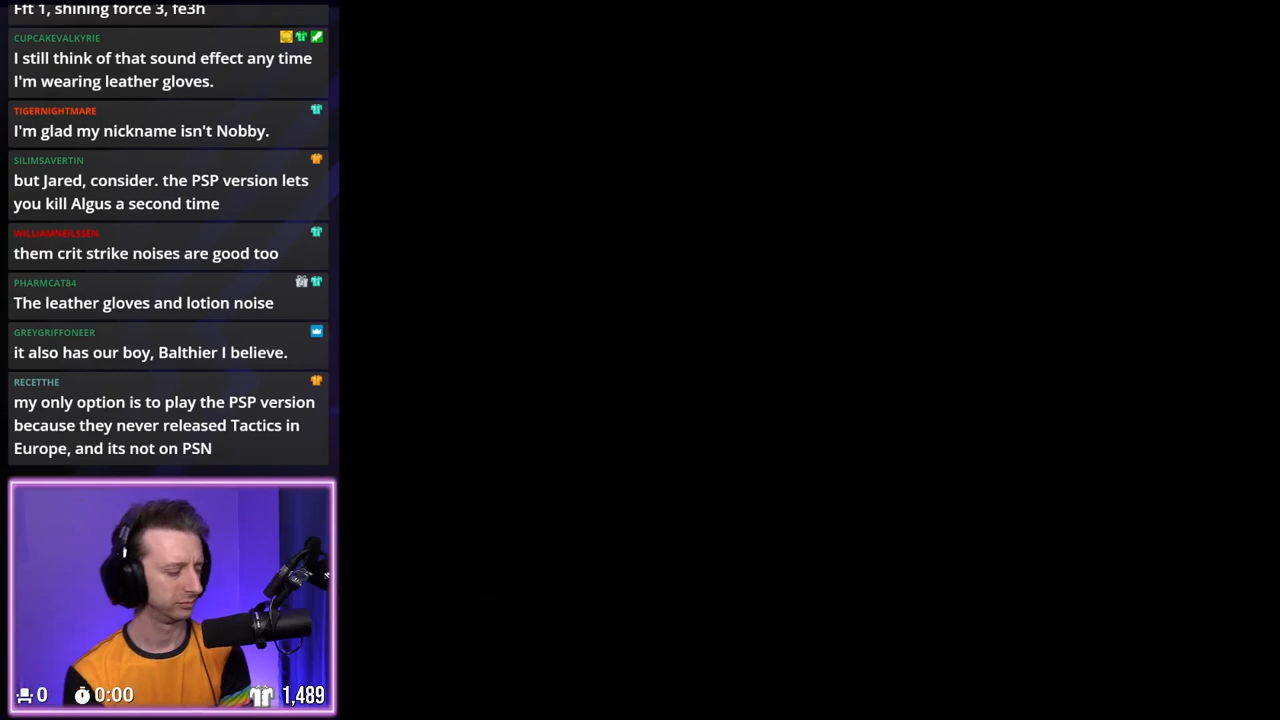 Fft 1, shining force 3, fe3h
CUPCAKEVALKYRIE
I still think of that sound effect any time
I'm wearing leather gloves.
TIGERNIGHTMARE
I'm glad my nickname isn't Nobby.
SILIMSAVERTIN
but Jared, consider. the PSP version lets
you kill Algus a second time
WILLIAMNEILSSEN
them crit strike noises are good too
PHARMCAT84
The leather gloves and lotion noise
GREYGRIFFONEER
it also has our boy, Balthier I believe.
RECETTHE
my only option is to play the PSP version
because they never released Tactics in
Europe, and its not on PSN
0 0:00 1,489